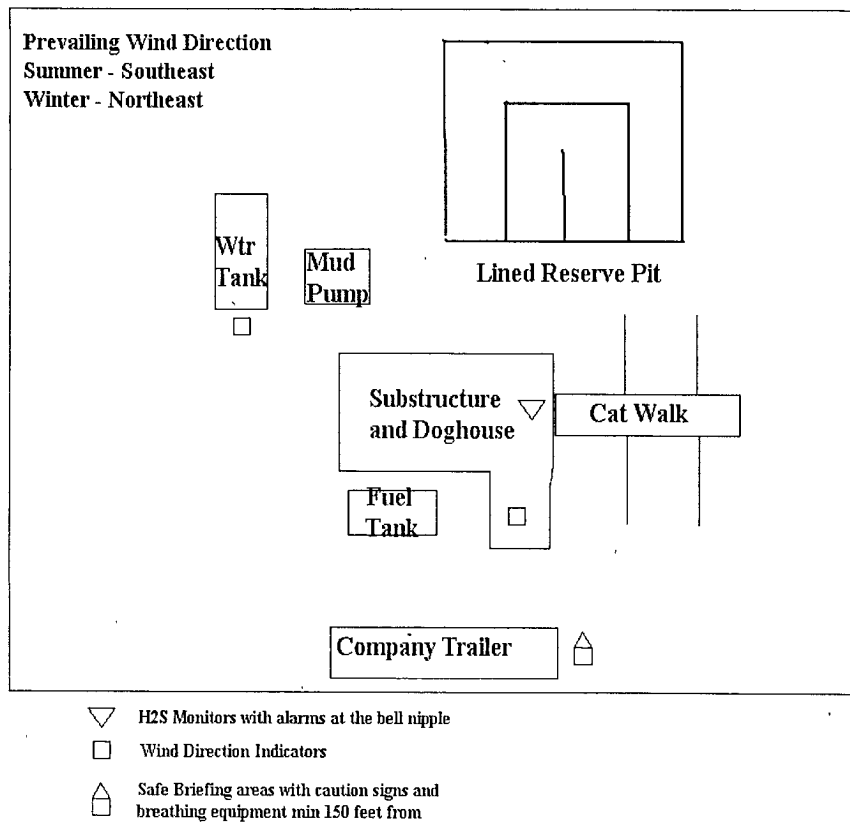 Prevailing Wind Direction
Summer - Southeast
Winter - Northeast
Wtr
Tank
Mud
Pump
Lined Reserve Pit
Substructure
and Doghouse
Cat Walk
Fuel
Tank
Company Trailer
H2S Monitors with alarms at the bell nipple
Wind Direction Indicators
Safe Briefing areas with caution signs and
breathing equipment min 150 feet from